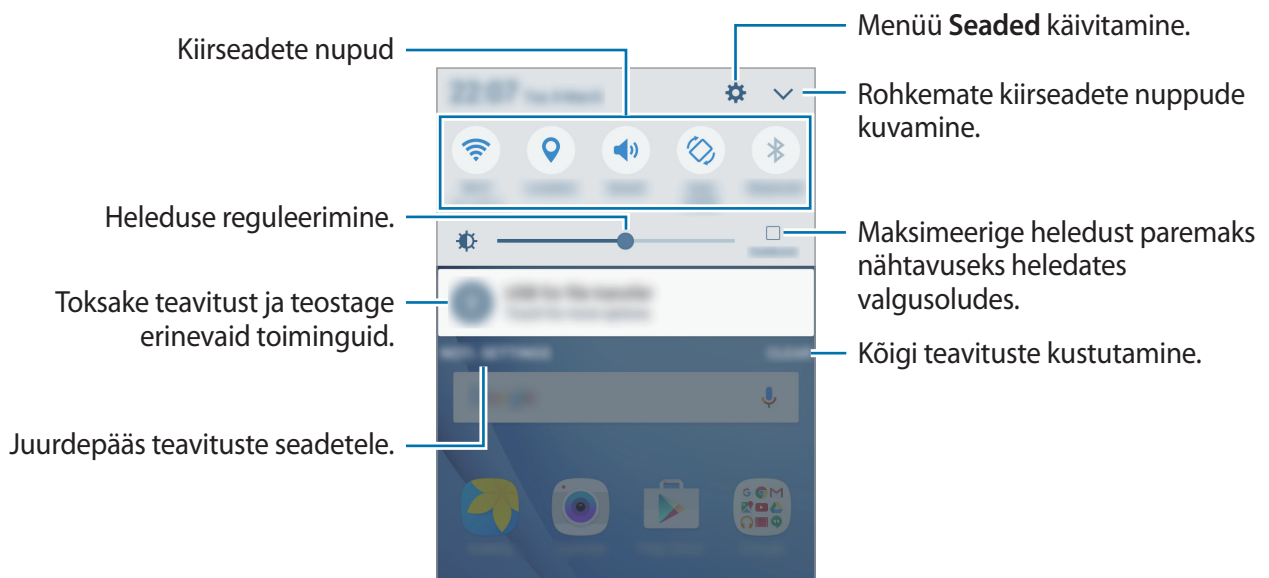 Kiirseadete nupud
Menüü Seaded käivitamine.
Rohkemate kiirseadete nuppude
kuvamine.
Heleduse reguleerimine.
Maksimeerige heledust paremaks
nähtavuseks heledates
valgusoludes.
Toksake teavitust ja teostage
erinevaid toiminguid.
Kõigi teavituste kustutamine.
Juurdepääs teavituste seadetele.